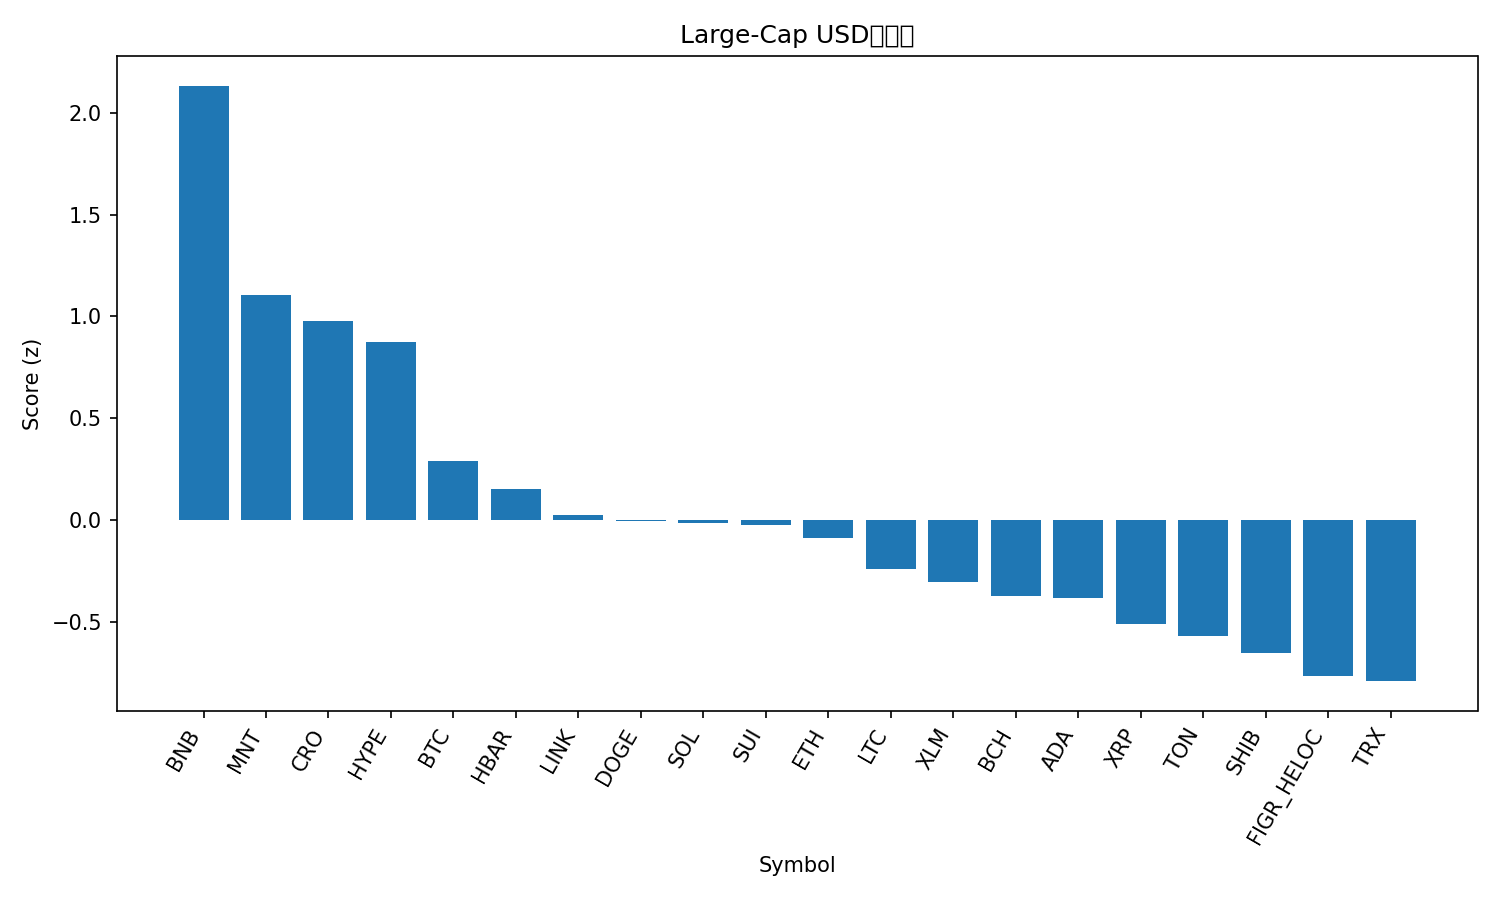 Large-Cap USD
Score (z)
2.0
1.5
1.0
0.5
0.0
−0.5
BNB
MNT
CRO
HYPE
BTC
HBAR
LINK
DOGE
SOL
SUI
ETH
LTC
XLM
BCH
ADA
XRP
TON
SHIB
FIGR_HELOC
TRX
Symbol